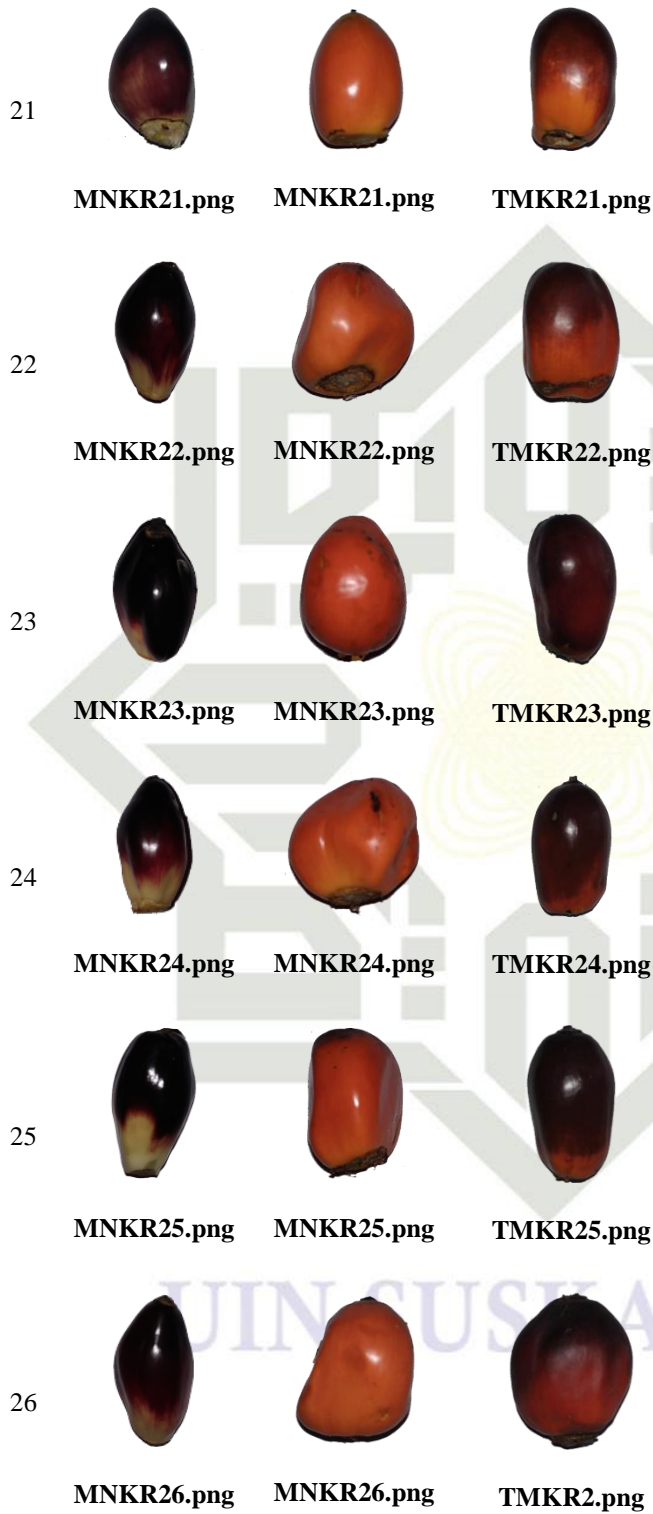 21
MNKR21.png MNKR21.png TMKR21.png
22
MNKR22.png MNKR22.png TMKR22.png
23
MNKR23.png MNKR23.png TMKR23.png
24
MNKR24.png MNKR24.png TMKR24.png
25
MNKR25.png MNKR25.png TMKR25.png
UIN SUSKA
26
MNKR26.png MNKR26.png TMKR2.png